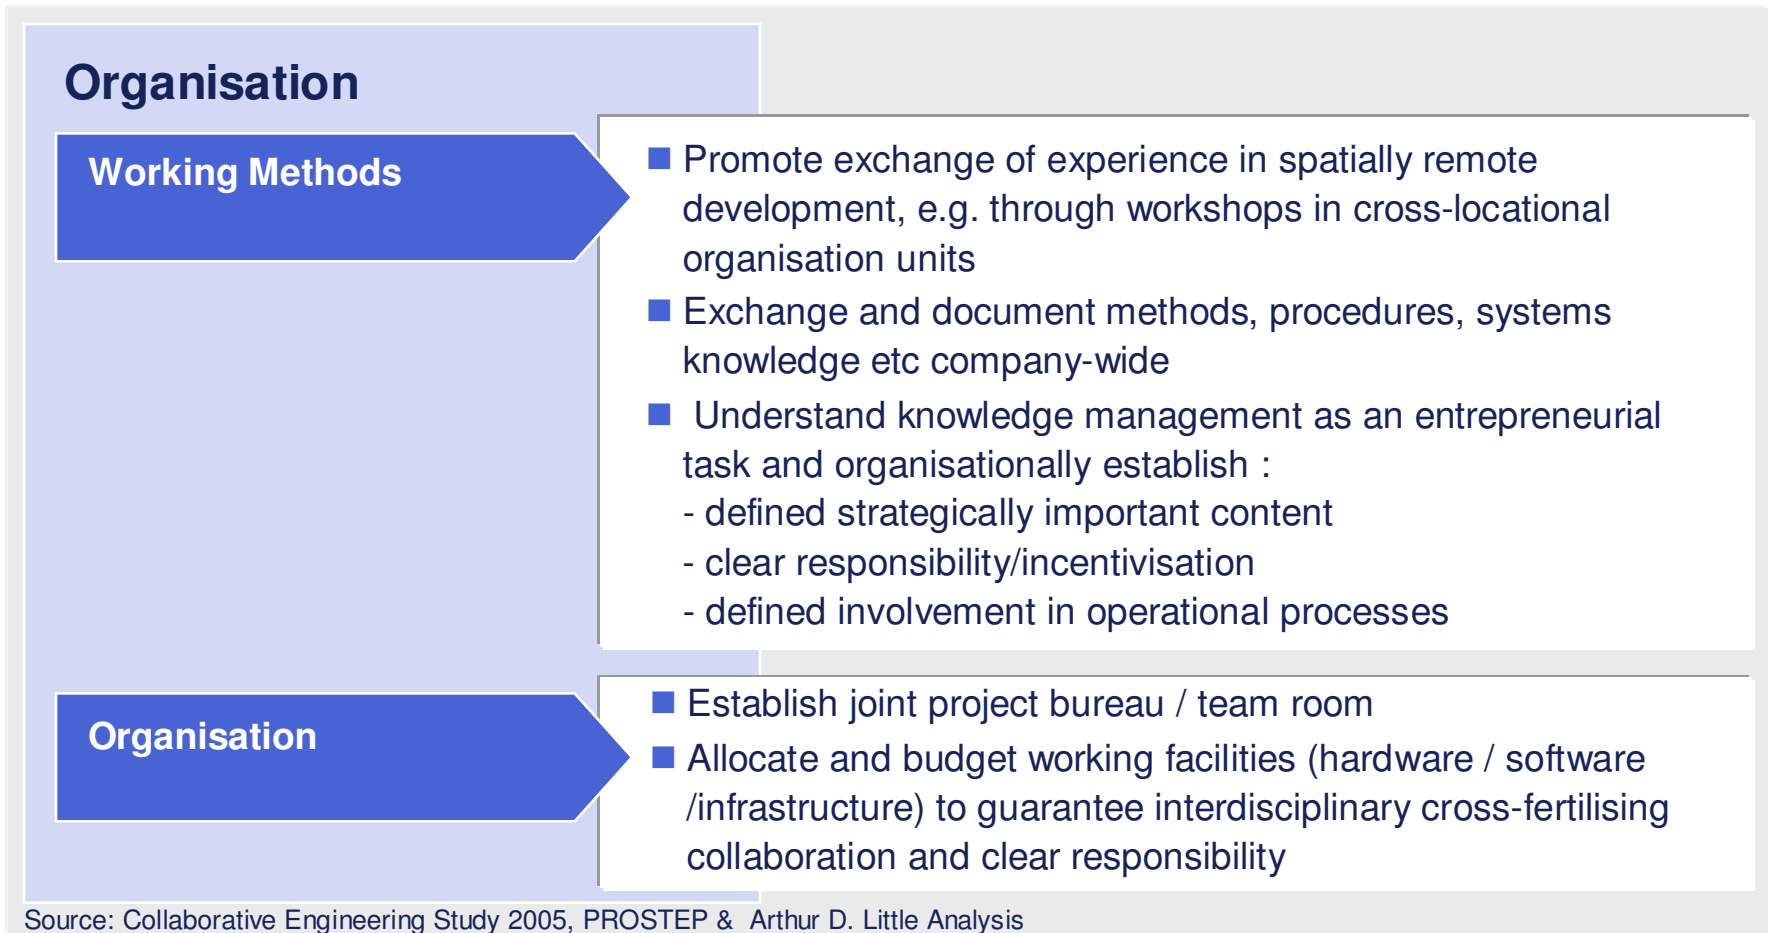 Organisation
Working Methods
■ Promote exchange of experience in spatially remote
development, e.g. through workshops in cross-locational
organisation units
■ Exchange and document methods, procedures, systems
knowledge etc company-wide
■ Understand knowledge management as an entrepreneurial
task and organisationally establish :
- defined strategically important content
- clear responsibility/incentivisation
- defined involvement in operational processes
Organisation
■ Establish joint project bureau / team room
■ Allocate and budget working facilities (hardware / software
/infrastructure) to guarantee interdisciplinary cross-fertilising
collaboration and clear responsibility
Source: Collaborative Engineering Study 2005, PROSTEP & Arthur D. Little Analysis